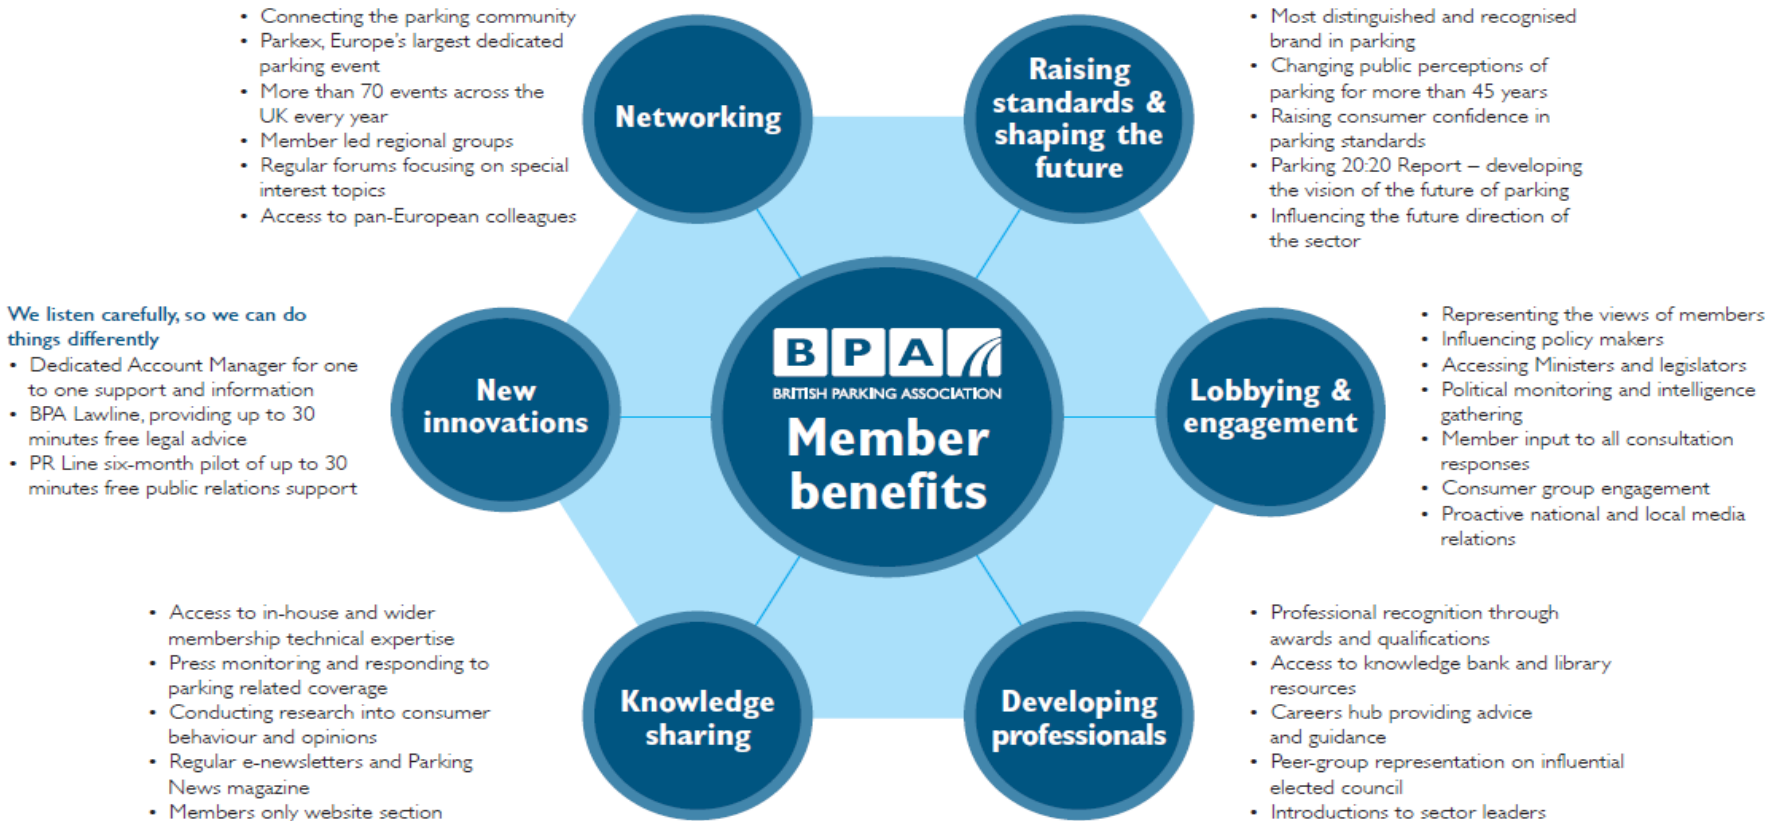 • Connecting the parking community
• Parkex, Europe's largest dedicated
parking event
• More than 70 events across the
UK every year
• Member led regional groups
• Regular forums focusing on special
interest topics
• Access to pan-European colleagues
Networking
Raising
standards &
shaping the
future
• Most distinguished and recognised
brand in parking
• Changing public perceptions of
parking for more than 45 years
• Raising consumer confidence in
parking standards
• Parking 20:20 Report – developing
the vision of the future of parking
• Influencing the future direction of
the sector
We listen carefully, so we can do
things differently
• Dedicated Account Manager for one
to one support and information
• BPA Lawline, providing up to 30
minutes free legal advice
• PR Line six-month pilot of up to 30
minutes free public relations support
New
innovations
BPA
BRITISH PARKING ASSOCIATION
Member
benefits
Lobbying &
engagement
• Representing the views of members
• Influencing policy makers
• Accessing Ministers and legislators
• Political monitoring and intelligence
gathering
• Member input to all consultation
responses
• Consumer group engagement
• Proactive national and local media
relations
• Access to in-house and wider
membership technical expertise
• Press monitoring and responding to
parking related coverage
• Conducting research into consumer
behaviour and opinions
• Regular e-newsletters and Parking
News magazine
• Members only website section
Knowledge
sharing
Developing
professionals
• Professional recognition through
awards and qualifications
• Access to knowledge bank and library
resources
• Careers hub providing advice
and guidance
• Peer-group representation on influential
elected council
• Introductions to sector leaders